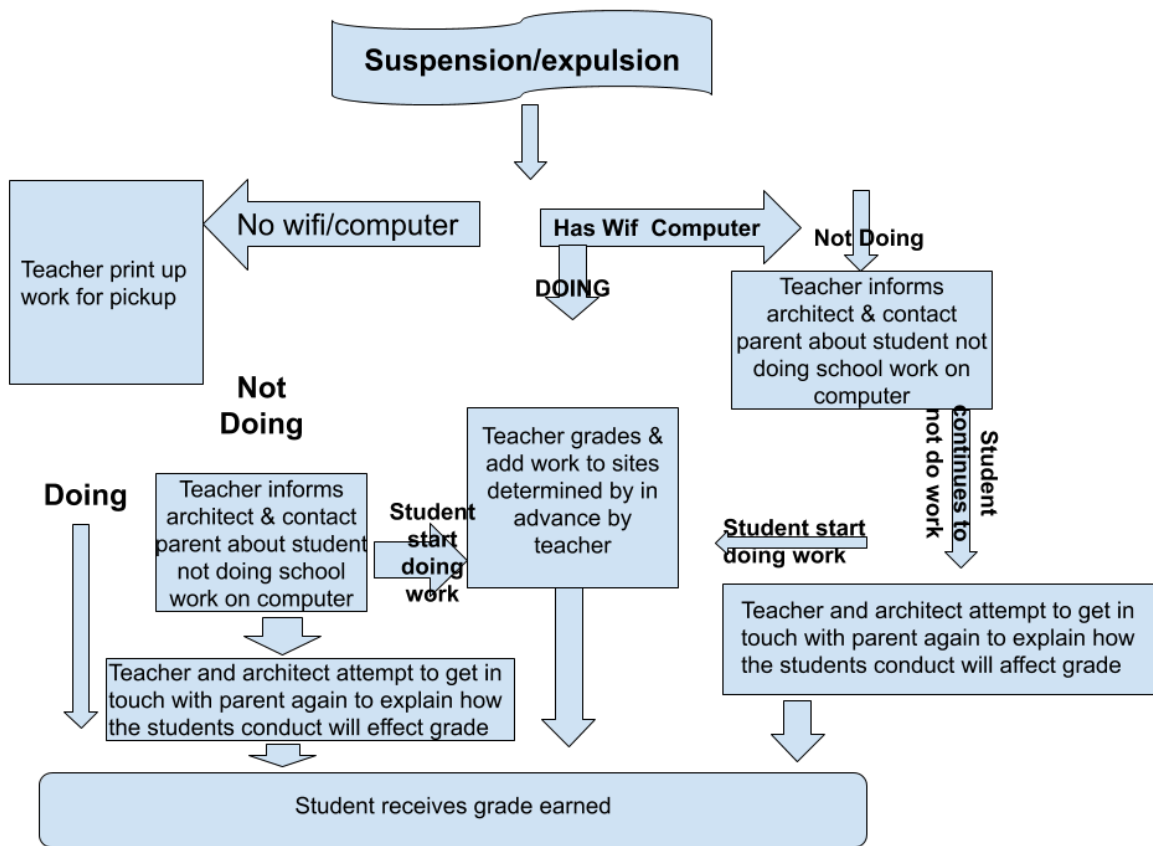 Suspension/expulsion
No wifi/computer
Has Wif  Computer
Not Doing
Teacher print up
work for pickup
DOING
Teacher informs
architect & contact
parent about student not
doing school work on
computer
Not
Doing
Student
continues to
not do work
Teacher grades &
add work to sites
determined by in
advance by
teacher
Doing
Teacher informs
architect & contact
parent about student
not doing school
work on computer
Student
start
doing
work
Student start
doing work
Teacher and architect attempt to get in
touch with parent again to explain how
the students conduct will affect grade
Teacher and architect attempt to get in
touch with parent again to explain how
the students conduct will effect grade
Student receives grade earned